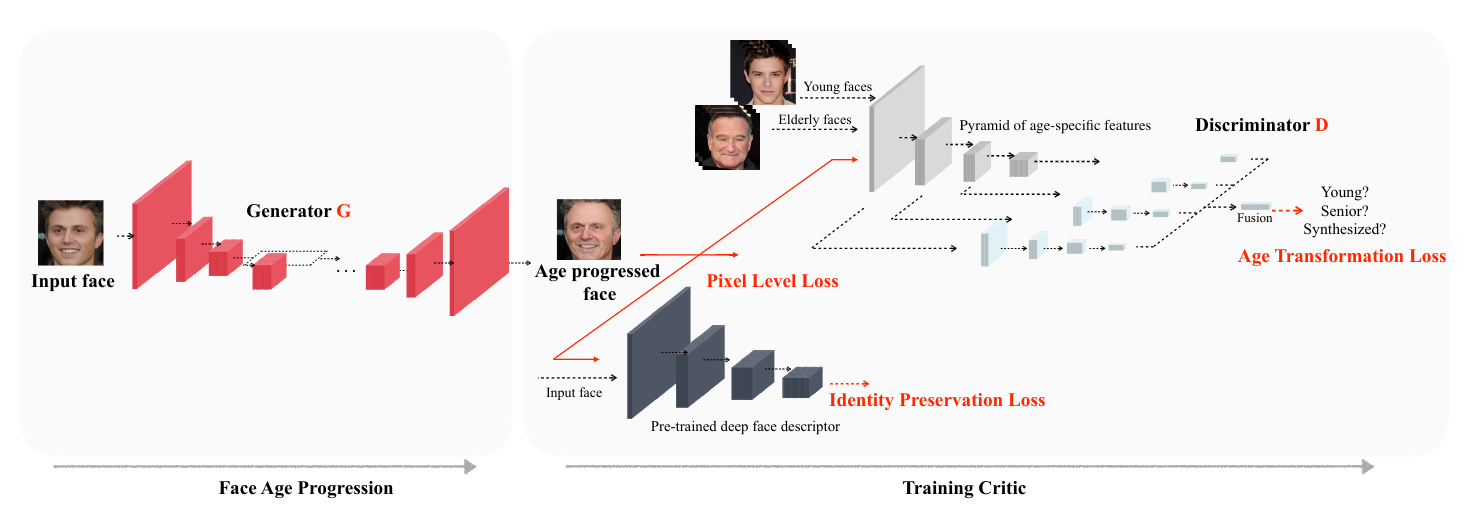 Young faces
Elderly faces
Pyramid of age-specific features
Discriminator D
Generator G
Input face
Age progressed
face
Pixel Level Loss
Young?
Senior?
Synthesized?
Fusion
Age Transformation Loss
...
Input face
Identity Preservation Loss
Pre-trained deep face descriptor
Face Age Progression
Training Critic